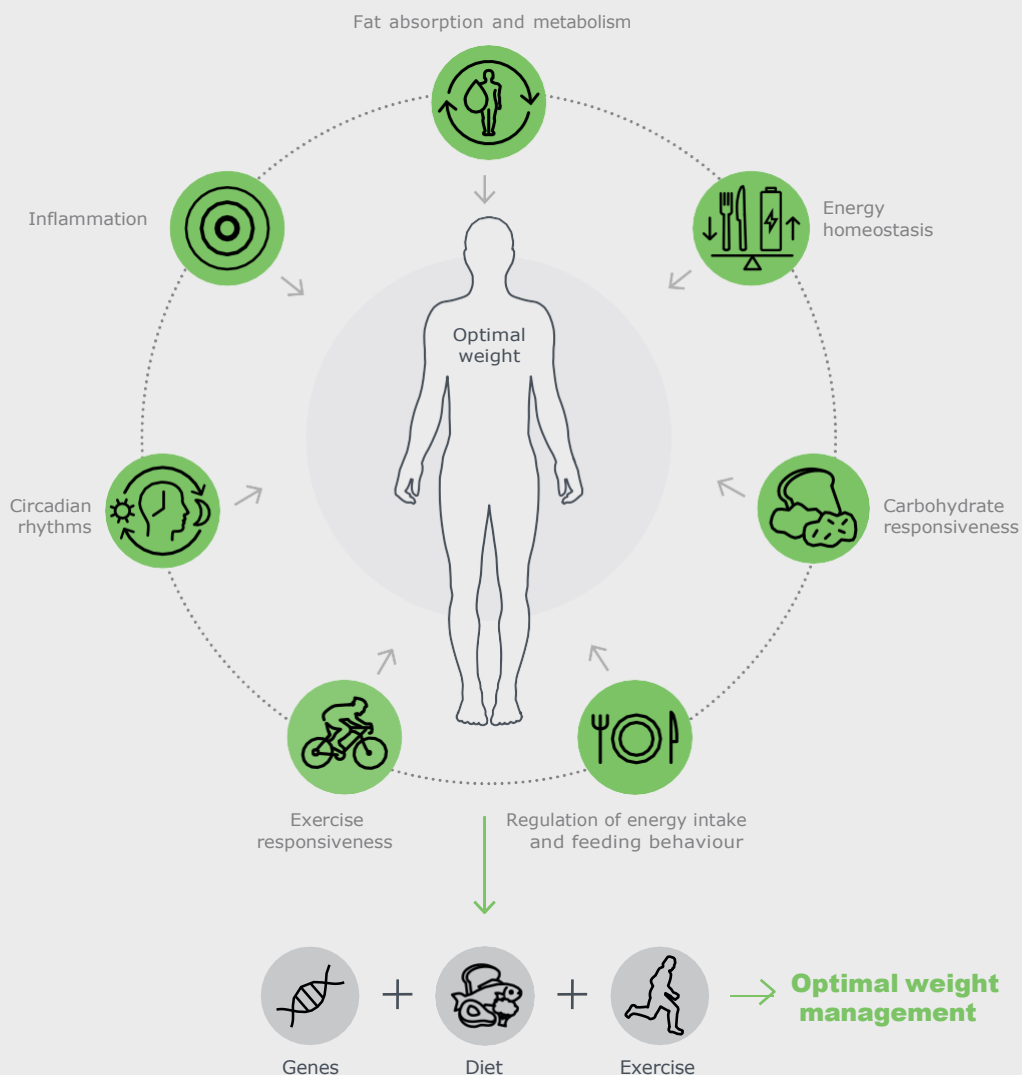 Fat absorption and metabolism
Inflammation
Energy
homeostasis
Optimal
weight
Circadian
rhythms
Carbohydrate
responsiveness
Exercise
responsiveness
Regulation of energy intake
and feeding behaviour
+
+
Optimal weight
management
Genes
Diet
Exercise